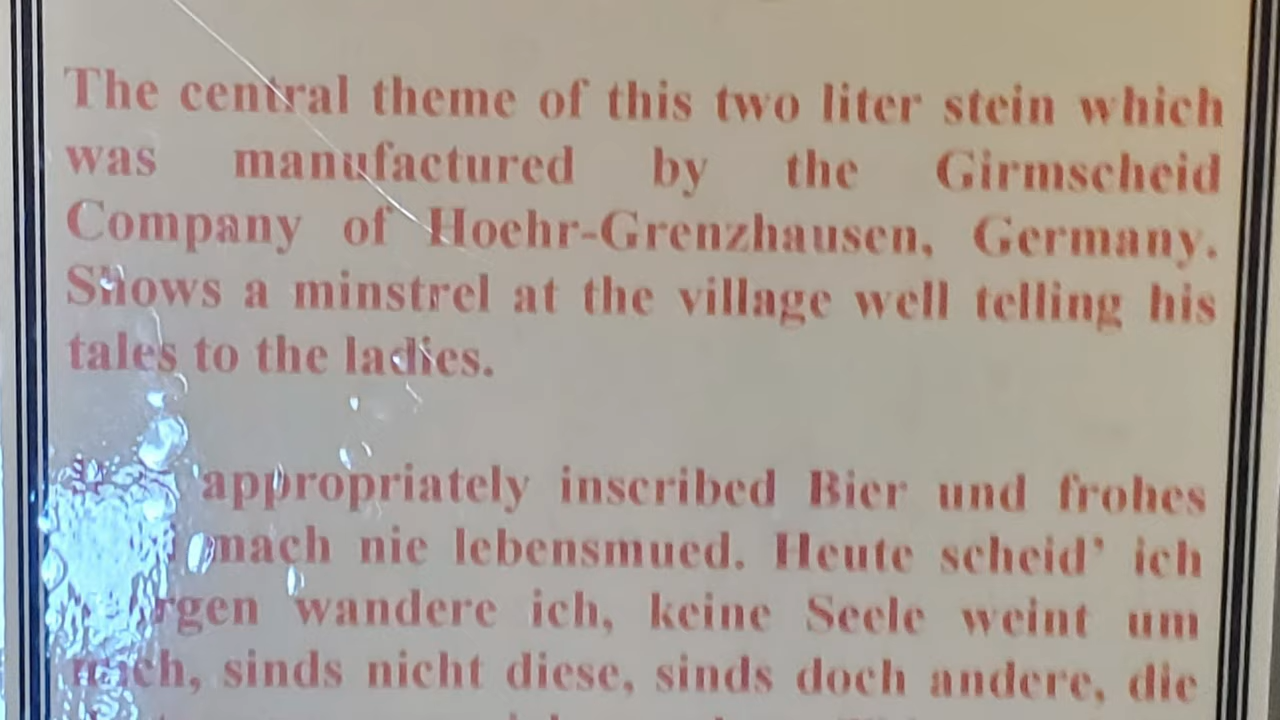 The central theme of this two liter stein which
was manufactured by the Girmscheid
Company of Hoehr-Grenzhausen, Germany.
Shows a minstrel at the village well telling his
tales to the ladies.
appropriately inscribed Bier und frohes
mach nie lebensmued. Heute scheid' ich
wandere ich, keine Seele weint um
mich, sinds nicht diese, sinds doch andere, die